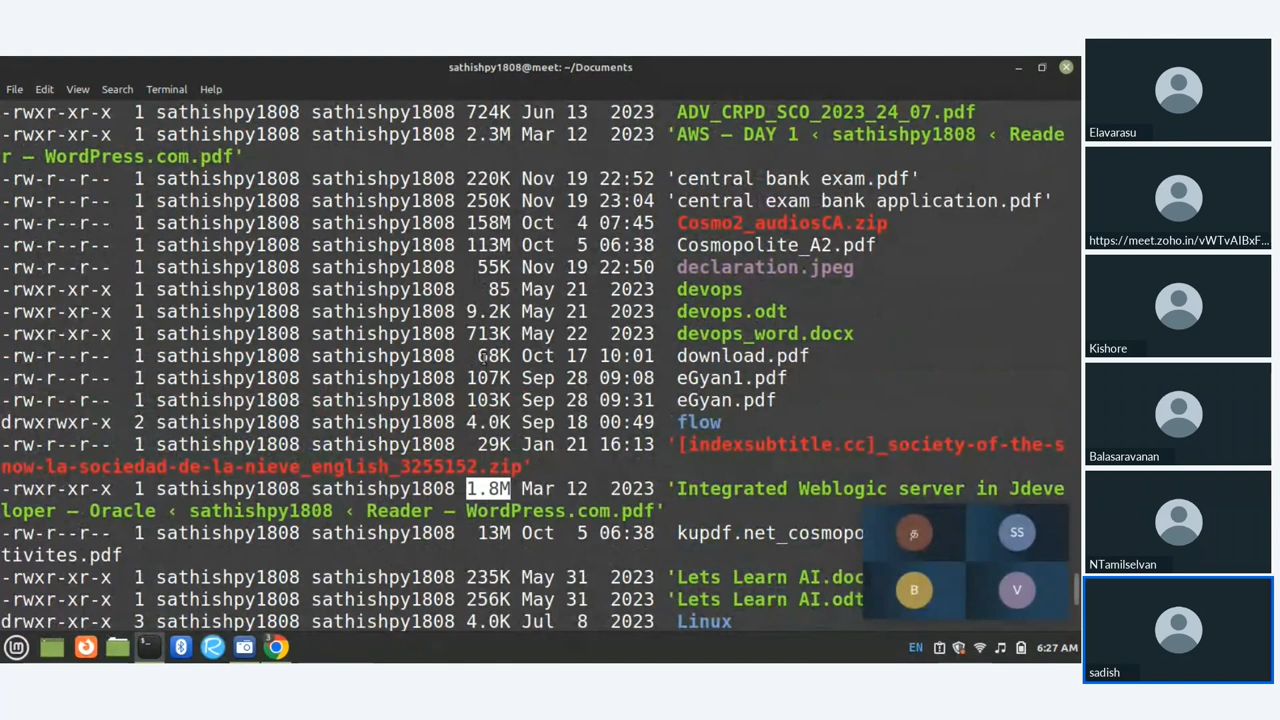 sathishpy1808@meet: ~/Documents
File Edit View Search Terminal Help
-rwxr-xr-x 1 sathishpy1808 sathishpy1808 724K Jun 13 2023 ADV_CRPD_SCO_2023_24_07.pdf
-rwxr-xr-x 1 sathishpy1808 sathishpy1808 2.3M Mar 12 2023 'AWS – DAY 1 ‹ sathishpy1808 ‹ Reade
r — WordPress.com.pdf'
-rw-r--r-- 1 sathishpy1808 sathishpy1808 220K Nov 19 22:52 'central bank exam.pdf'
-rw-r--r-- 1 sathishpy1808 sathishpy1808 250K Nov 19 23:04 'central exam bank application.pdf'
-rw-r--r-- 1 sathishpy1808 sathishpy1808 158M Oct 4 07:45 Cosmo2_audiosCA.zip
-rw-r--r-- 1 sathishpy1808 sathishpy1808 113M Oct 5 06:38 Cosmopolite_A2.pdf
-rw-r--r-- 1 sathishpy1808 sathishpy1808 55K Nov 19 22:50 declaration.jpeg
-rwxr-xr-x 1 sathishpy1808 sathishpy1808 85 May 21 2023 devops
-rwxr-xr-x 1 sathishpy1808 sathishpy1808 9.2K May 21 2023 devops.odt
-rwxr-xr-x 1 sathishpy1808 sathishpy1808 713K May 22 2023 devops_word.docx
-rw-r--r-- 1 sathishpy1808 sathishpy1808 68K Oct 17 10:01 download.pdf
-rw-r--r-- 1 sathishpy1808 sathishpy1808 107K Sep 28 09:08 eGyan1.pdf
-rw-r--r-- 1 sathishpy1808 sathishpy1808 103K Sep 28 09:31 eGyan.pdf
drwxrwxr-x 2 sathishpy1808 sathishpy1808 4.0K Sep 18 00:49 flow
-rw-r--r-- 1 sathishpy1808 sathishpy1808 29K Jan 21 16:13 '[indexsubtitle.cc]_society-of-the-s
now-la-sociedad-de-la-nieve_english_3255152.zip'
-rwxr-xr-x 1 sathishpy1808 sathishpy1808 1.8M Mar 12 2023 'Integrated Weblogic server in Jdeve
loper – Oracle ‹ sathishpy1808 ‹ Reader — WordPress.com.pdf'
-rw-r--r-- 1 sathishpy1808 sathishpy1808 13M Oct 5 06:38 kupdf.net_cosmopo
tivites.pdf
-rwxr-xr-x 1 sathishpy1808 sathishpy1808 235K May 31 2023 'Lets Learn AI.doc
-rwxr-xr-x 1 sathishpy1808 sathishpy1808 256K May 31 2023 'Lets Learn AI.odt
drwxr-xr-x 3 sathishpy1808 sathishpy1808 4.0K Jul 8 2023 Linux
த SS
B V
3
EN 6:27 AM
Elavarasu
https://meet.zoho.in/vWTvAIBxF...
Kishore
Balasaravanan
NTamilselvan
sadish